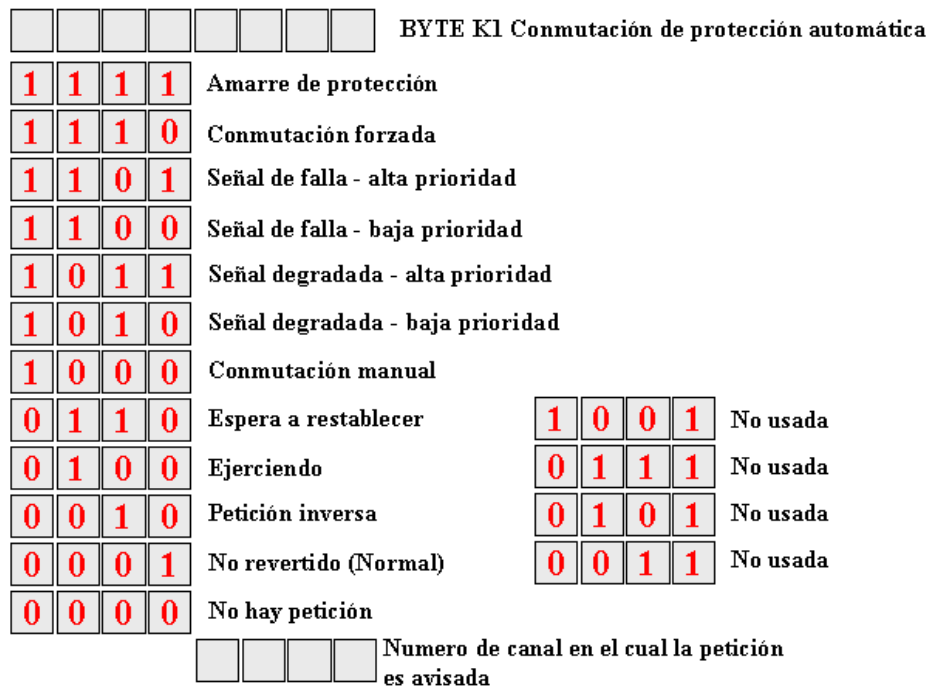 BYTE K1 Conmutación de protección automática
1 1 1 1 Amarre de protección
1 1 1 0 Conmutación forzada
1 1 0 1 Señal de falla - alta prioridad
1 1 0 0 Señal de falla - baja prioridad
1 0 1 1 Señal degradada - alta prioridad
1 0 1 0 Señal degradada - baja prioridad
1 0 0 0 Conmutación manual
0 1 1 0 Espera a restablecer 1 0 0 1 No usada
0 1 0 0 Ejerciendo 0 1 1 1 No usada
0 0 1 0 Petición inversa 0 1 0 1 No usada
0 0 0 1 No revertido (Normal) 0 0 1 1 No usada
0 0 0 0 No hay petición
Numero de canal en el cual la petición
es avisada